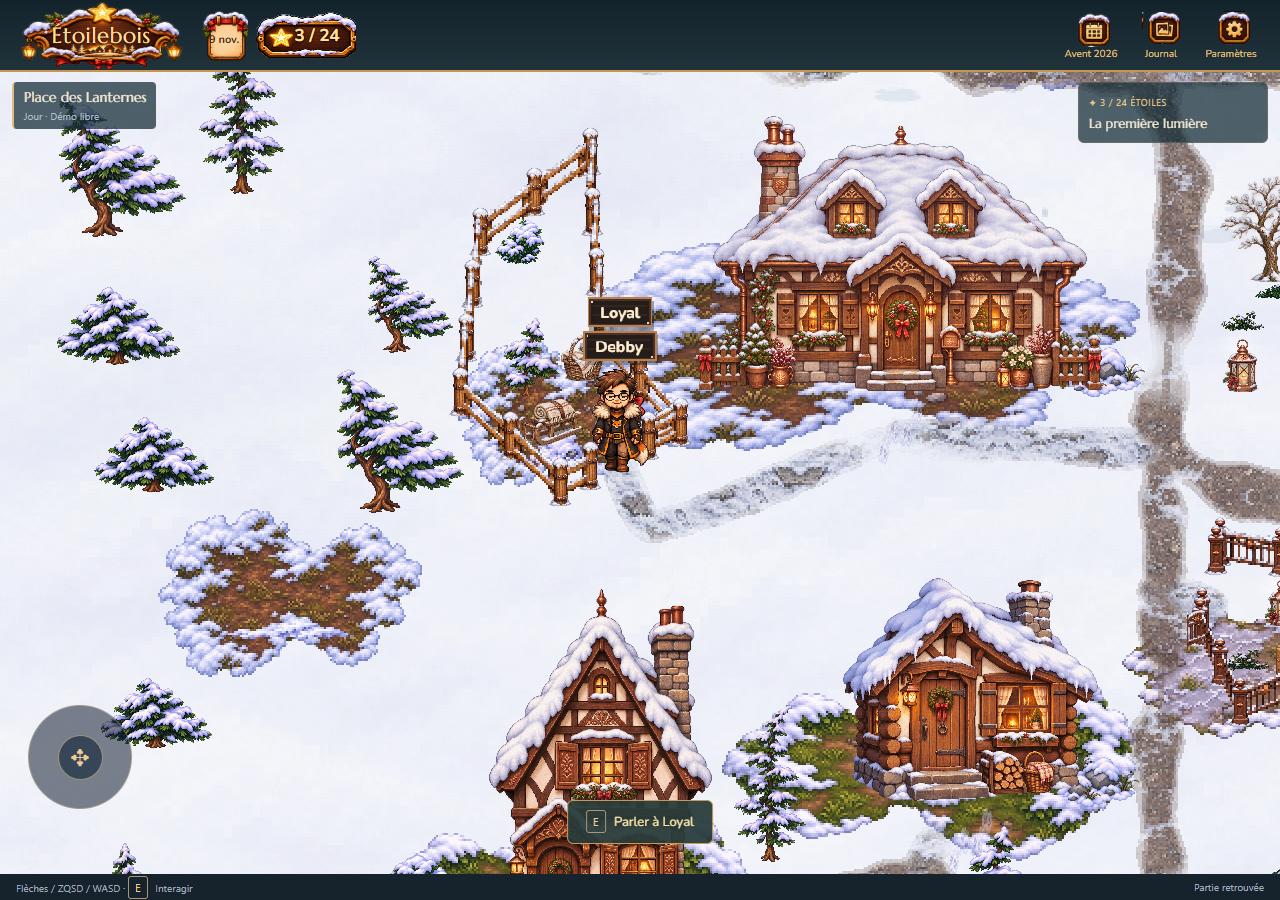 Etoilebois
9 nov.
3 / 24
Avent 2026
Journal
Paramètres
Place des Lanternes
Jour · Démo libre
✦ 3 / 24 ÉTOILES
La première lumière
Loyal
Debby
E Parler à Loyal
Flèches / ZQSD / WASD · E Interagir
Partie retrouvée